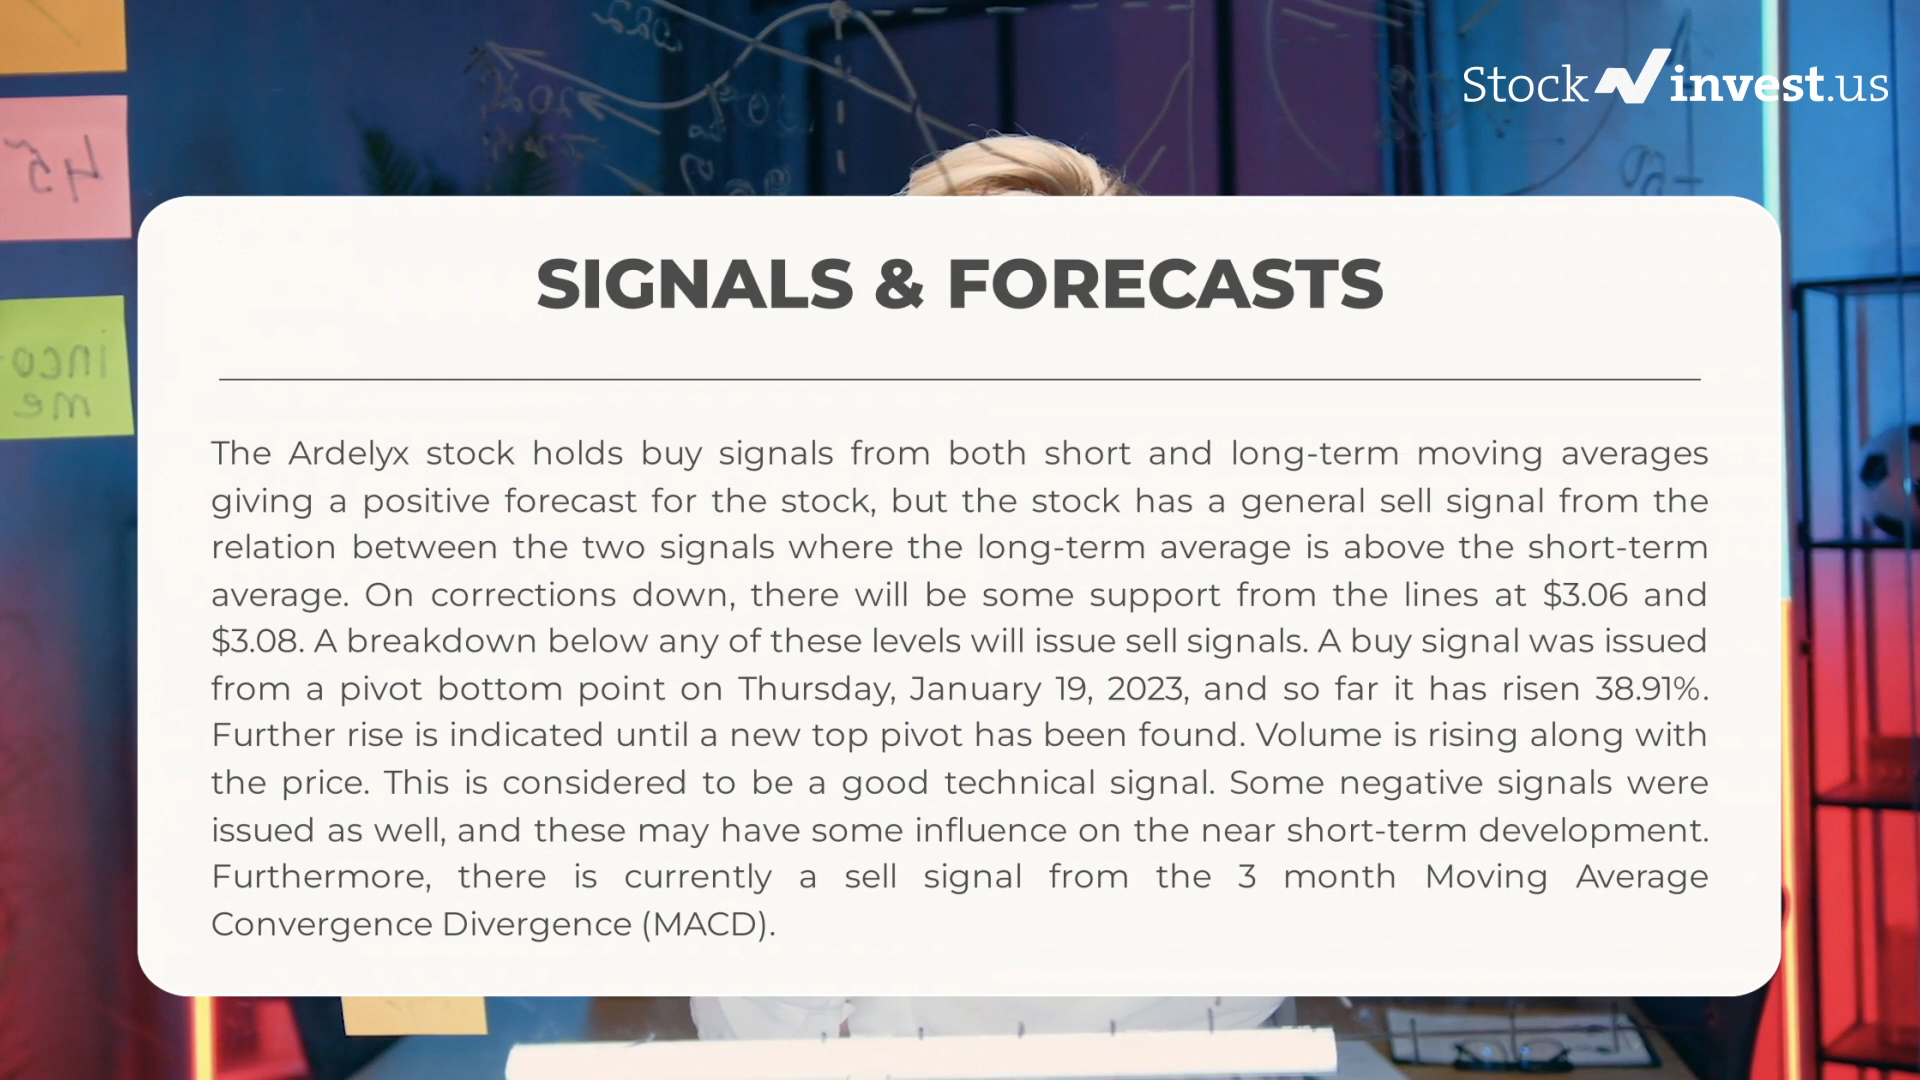 Stock invest.us
45
inco-
me
SIGNALS & FORECASTS
The Ardelyx stock holds buy signals from both short and long-term moving averages
giving a positive forecast for the stock, but the stock has a general sell signal from the
relation between the two signals where the long-term average is above the short-term
average. On corrections down, there will be some support from the lines at $3.06 and
$3.08. A breakdown below any of these levels will issue sell signals. A buy signal was issued
from a pivot bottom point on Thursday, January 19, 2023, and so far it has risen 38.91%.
Further rise is indicated until a new top pivot has been found. Volume is rising along with
the price. This is considered to be a good technical signal. Some negative signals were
issued as well, and these may have some influence on the near short-term development.
Furthermore, there is currently a sell signal from the 3 month Moving Average
Convergence Divergence (MACD).